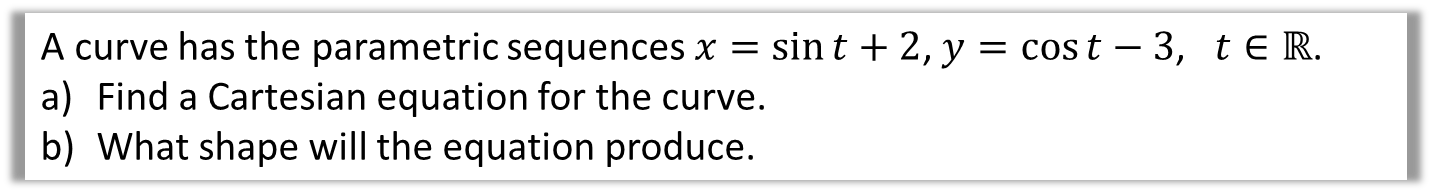 A curve has the parametric sequences x = sin t + 2, y = cos t − 3, t ∈ ℝ.
a) Find a Cartesian equation for the curve.
b) What shape will the equation produce.